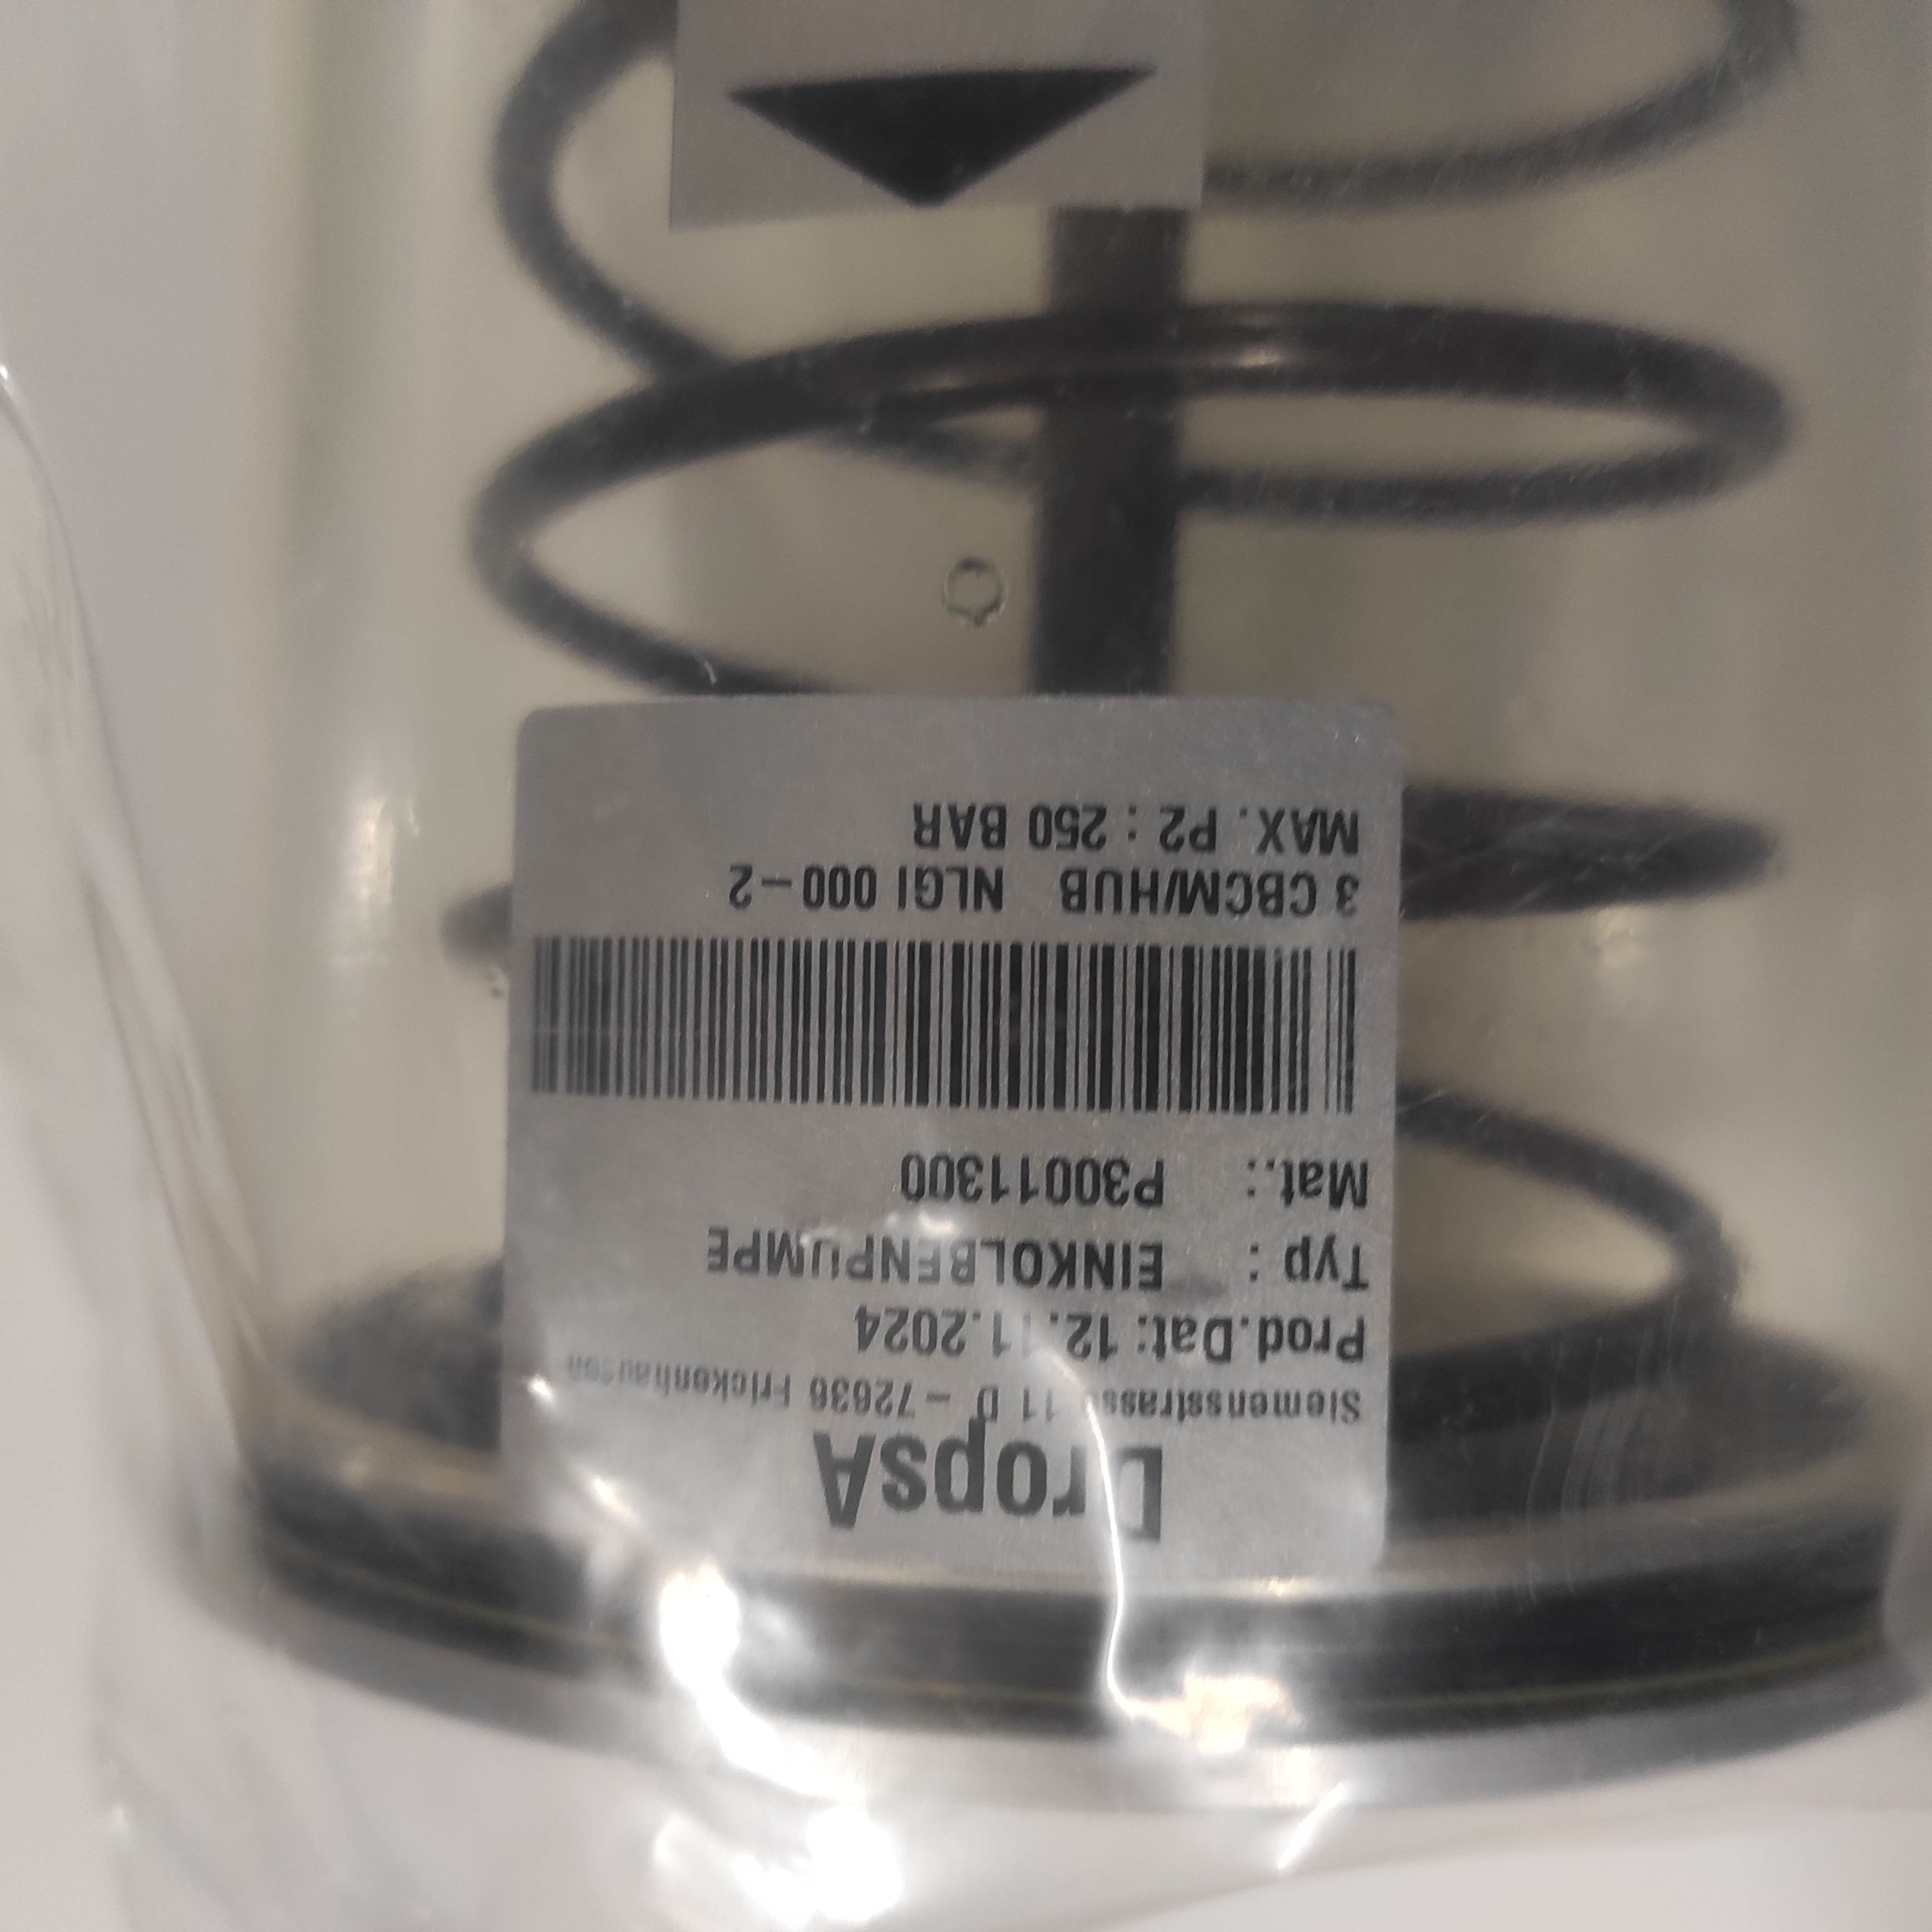 DropsA
Siemensstrasse 11 D - 72636 Frickenhausen
Prod.Dat: 12.11.2024
Typ : EINKOLBENPUMPE
Mat.: P30011300
3 CBCM/HUB NLGI 000-2
MAX. P2 : 250 BAR